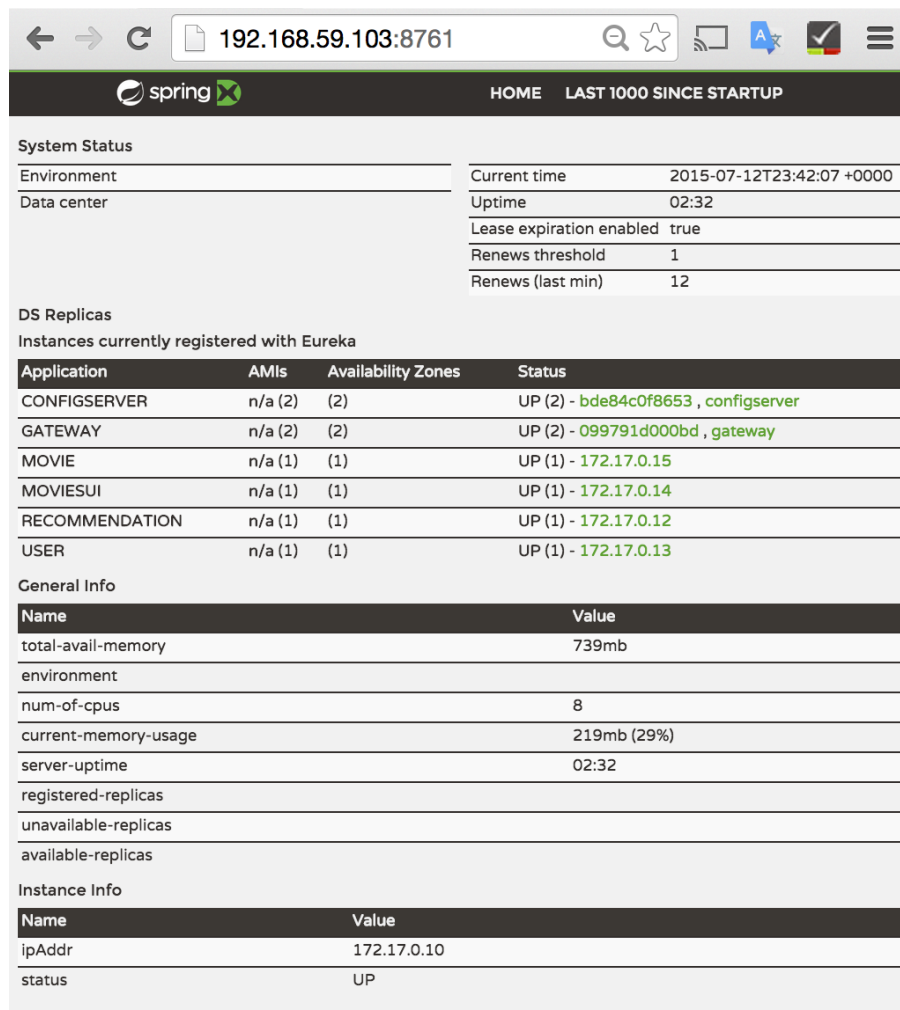 192.168.59.103:8761
spring HOME LAST 1000 SINCE STARTUP
System Status
Environment
Data center
Current time 2015-07-12T23:42:07 +0000
Uptime 02:32
Lease expiration enabled true
Renews threshold 1
Renews (last min) 12
DS Replicas
Instances currently registered with Eureka
Application AMIs Availability Zones Status
CONFIGSERVER n/a (2) (2) UP (2) - bde84c0f8653 , configserver
GATEWAY n/a (2) (2) UP (2) - 099791d000bd , gateway
MOVIE n/a (1) (1) UP (1) - 172.17.0.15
MOVIESUI n/a (1) (1) UP (1) - 172.17.0.14
RECOMMENDATION n/a (1) (1) UP (1) - 172.17.0.12
USER n/a (1) (1) UP (1) - 172.17.0.13
General Info
Name Value
total-avail-memory 739mb
environment
num-of-cpus 8
current-memory-usage 219mb (29%)
server-uptime 02:32
registered-replicas
unavailable-replicas
available-replicas
Instance Info
Name Value
ipAddr 172.17.0.10
status UP